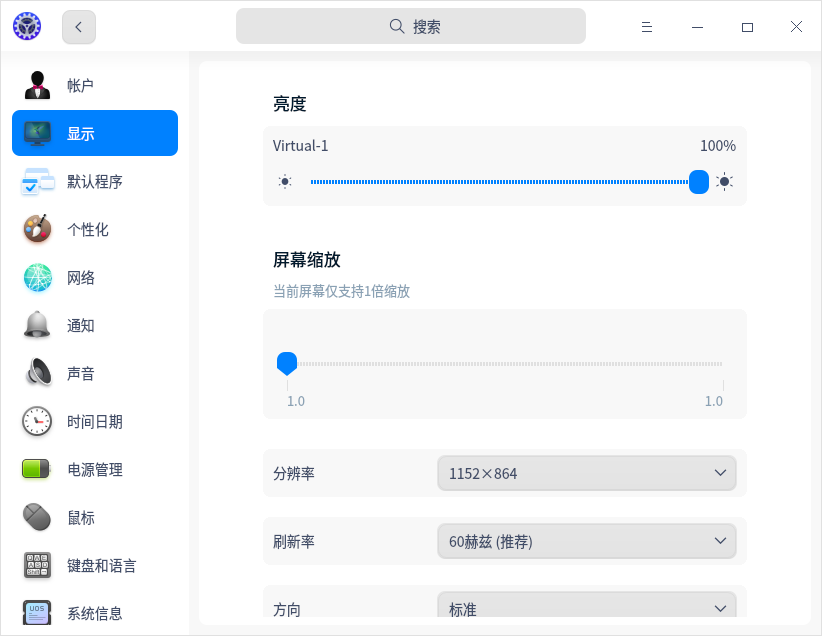 搜索
帐户
显示
默认程序
个性化
网络
通知
声音
时间日期
电源管理
鼠标
键盘和语言
UOS
系统信息
亮度
Virtual-1 100%
屏幕缩放
当前屏幕仅支持1倍缩放
1.0 1.0
分辨率 1152×864
刷新率 60赫兹 (推荐)
方向 标准